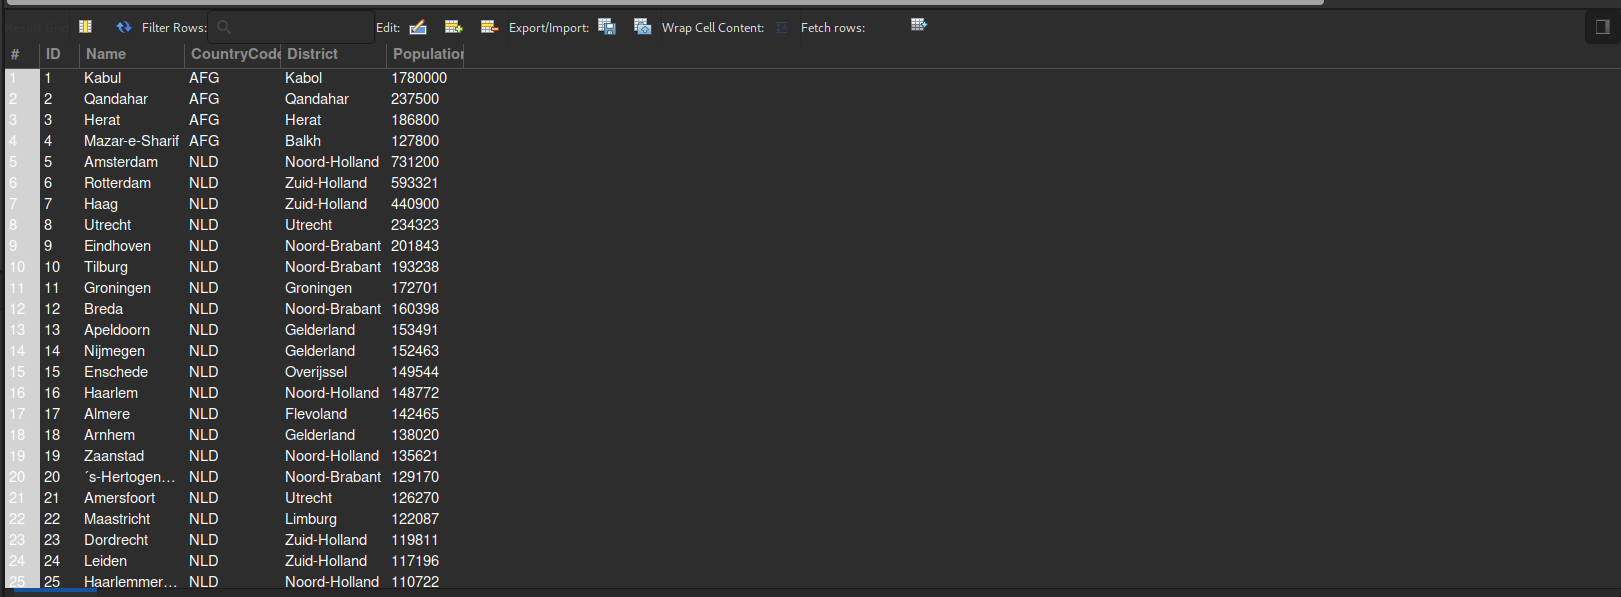 Result Grid Filter Rows: Edit: Export/Import: Wrap Cell Content: Fetch rows:
# ID Name CountryCode District Population
1 1 Kabul AFG Kabol 1780000
2 2 Qandahar AFG Qandahar 237500
3 3 Herat AFG Herat 186800
4 4 Mazar-e-Sharif AFG Balkh 127800
5 5 Amsterdam NLD Noord-Holland 731200
6 6 Rotterdam NLD Zuid-Holland 593321
7 7 Haag NLD Zuid-Holland 440900
8 8 Utrecht NLD Utrecht 234323
9 9 Eindhoven NLD Noord-Brabant 201843
10 10 Tilburg NLD Noord-Brabant 193238
11 11 Groningen NLD Groningen 172701
12 12 Breda NLD Noord-Brabant 160398
13 13 Apeldoorn NLD Gelderland 153491
14 14 Nijmegen NLD Gelderland 152463
15 15 Enschede NLD Overijssel 149544
16 16 Haarlem NLD Noord-Holland 148772
17 17 Almere NLD Flevoland 142465
18 18 Arnhem NLD Gelderland 138020
19 19 Zaanstad NLD Noord-Holland 135621
20 20 ´s-Hertogen... NLD Noord-Brabant 129170
21 21 Amersfoort NLD Utrecht 126270
22 22 Maastricht NLD Limburg 122087
23 23 Dordrecht NLD Zuid-Holland 119811
24 24 Leiden NLD Zuid-Holland 117196
25 25 Haarlemmer... NLD Noord-Holland 110722